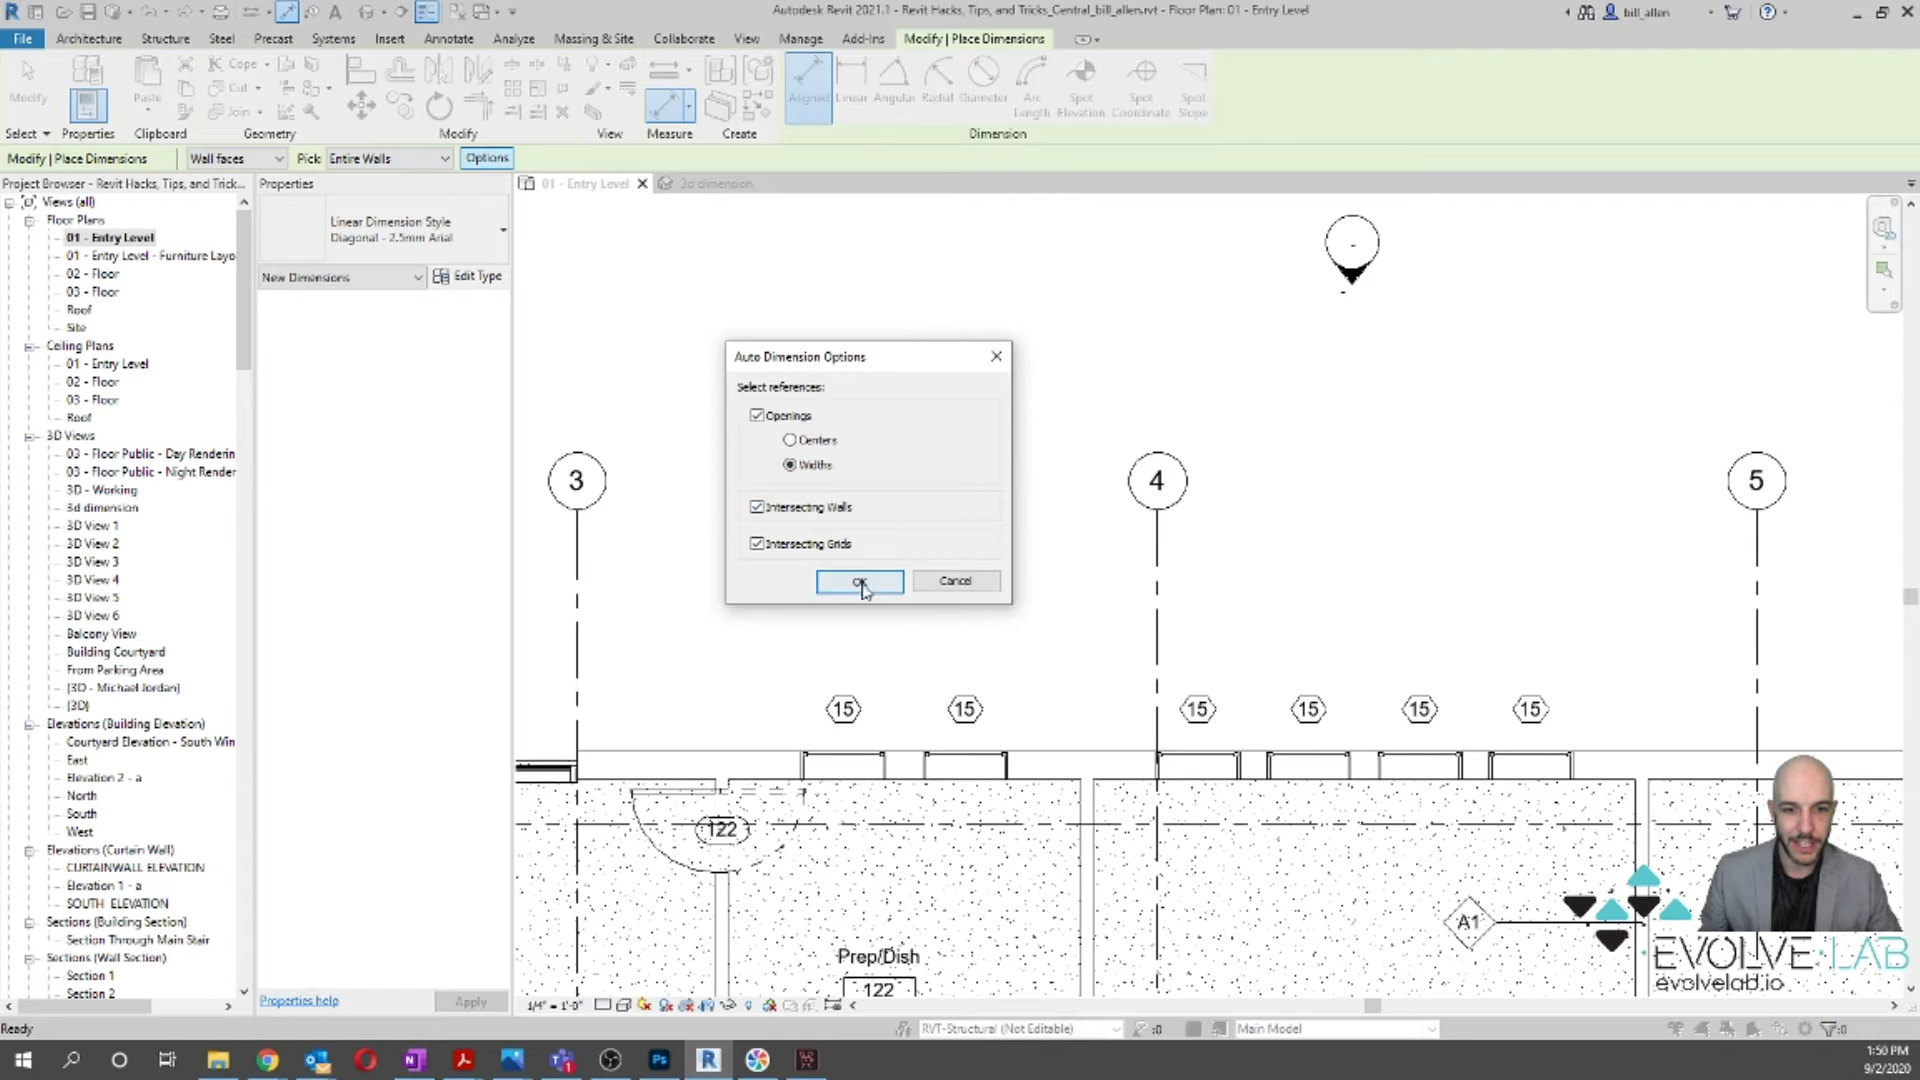 Autodesk Revit 2021.1 - Revit Hacks, Tips, and Tricks_Central_bill_allen.rvt - Floor Plan: 01 - Entry Level
bill_allen
File Architecture Structure Steel Precast Systems Insert Annotate Analyze Massing & Site Collaborate View Manage Add-Ins Modify | Place Dimensions
Modify Paste Cope Cut Join Aligned Linear Angular Radial Diameter Arc Length Spot Elevation Spot Coordinate Spot Slope
Select Properties Clipboard Geometry Modify View Measure Create Dimension
Modify | Place Dimensions Wall faces Pick: Entire Walls Options
Project Browser - Revit Hacks, Tips, and Trick...
Views (all)
Floor Plans
01 - Entry Level
01 - Entry Level - Furniture Layo
02 - Floor
03 - Floor
Roof
Site
Ceiling Plans
01 - Entry Level
02 - Floor
03 - Floor
Roof
3D Views
03 - Floor Public - Day Renderin
03 - Floor Public - Night Render
3D - Working
3d dimension
3D View 1
3D View 2
3D View 3
3D View 4
3D View 5
3D View 6
Balcony View
Building Courtyard
From Parking Area
{3D - Michael Jordan}
{3D}
Elevations (Building Elevation)
Courtyard Elevation - South Win
East
Elevation 2 - a
North
South
West
Elevations (Curtain Wall)
CURTAINWALL ELEVATION
Elevation 1 - a
SOUTH ELEVATION
Sections (Building Section)
Section Through Main Stair
Sections (Wall Section)
Section 1
Section 2
Properties
Linear Dimension Style
Diagonal - 2.5mm Arial
New Dimensions Edit Type
Properties help Apply
01 - Entry Level 3d dimension
Auto Dimension Options
Select references:
Openings
Centers
Widths
Intersecting Walls
Intersecting Grids
OK Cancel
3 4 5
15 15 15 15 15 15
122
A1
Prep/Dish
122
EVOLVE LAB
evolvelab.io
1/4" = 1'-0"
Ready RVT-Structural (Not Editable) :0 Main Model :0
1:50 PM
9/2/2020